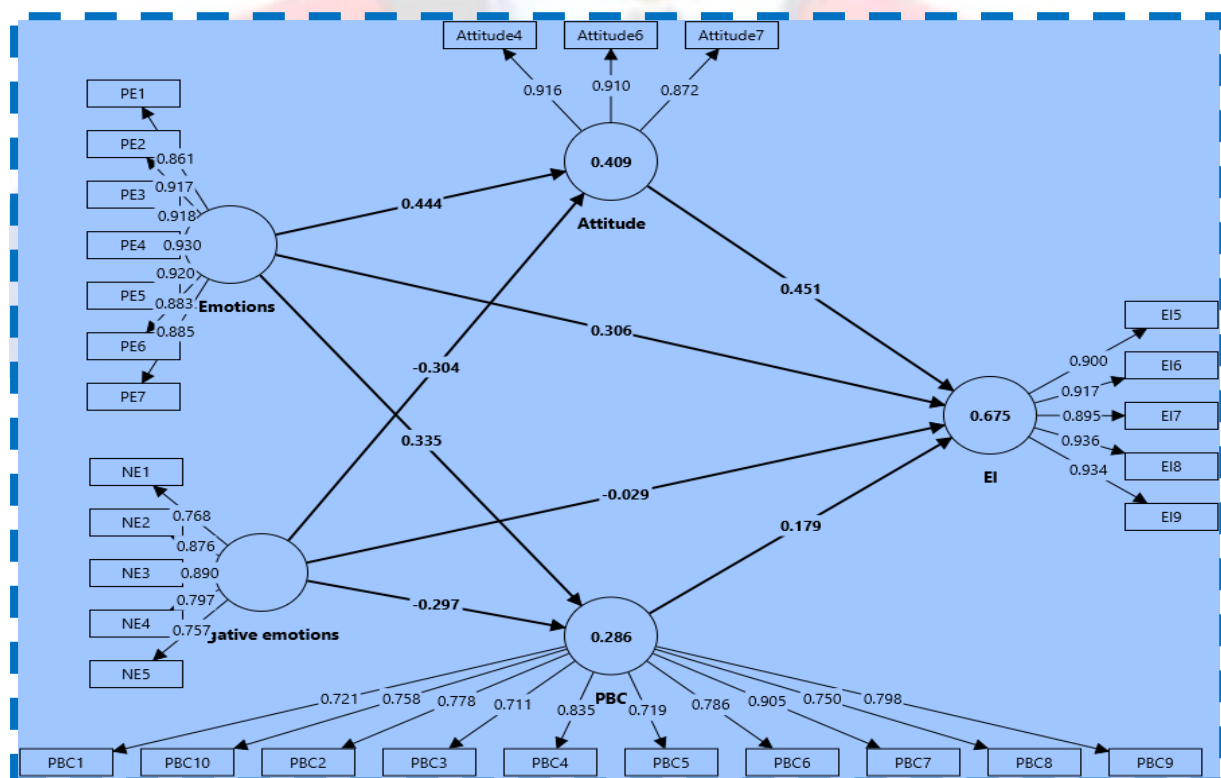 Attitude4 Attitude6 Attitude7
0.916 0.910 0.872
PE1
PE2
PE3
PE4
PE5
PE6
PE7
0.861
0.917
0.918
0.930
0.920
0.883
0.885
Emotions
0.409
Attitude
0.444
0.451
0.306
-0.304
0.335
-0.029
0.179
-0.297
0.675
EI
EI5
EI6
EI7
EI8
EI9
0.900
0.917
0.895
0.936
0.934
NE1
NE2
NE3
NE4
NE5
0.768
0.876
0.890
0.797
0.757
gative emotions
0.286
PBC
0.721 0.758 0.778 0.711 0.835 0.719 0.786 0.905 0.750 0.798
PBC1 PBC10 PBC2 PBC3 PBC4 PBC5 PBC6 PBC7 PBC8 PBC9